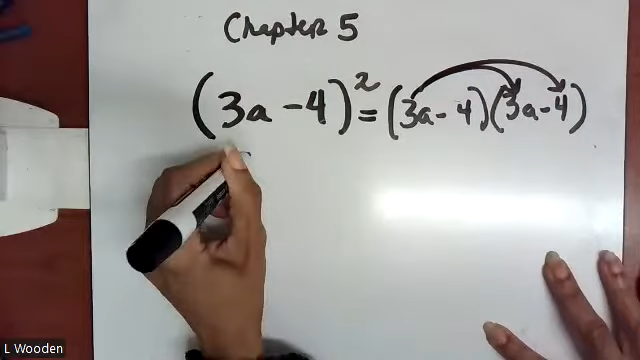 Chapter 5
(3a - 4)² = (3a - 4)(3a - 4)
L Wooden